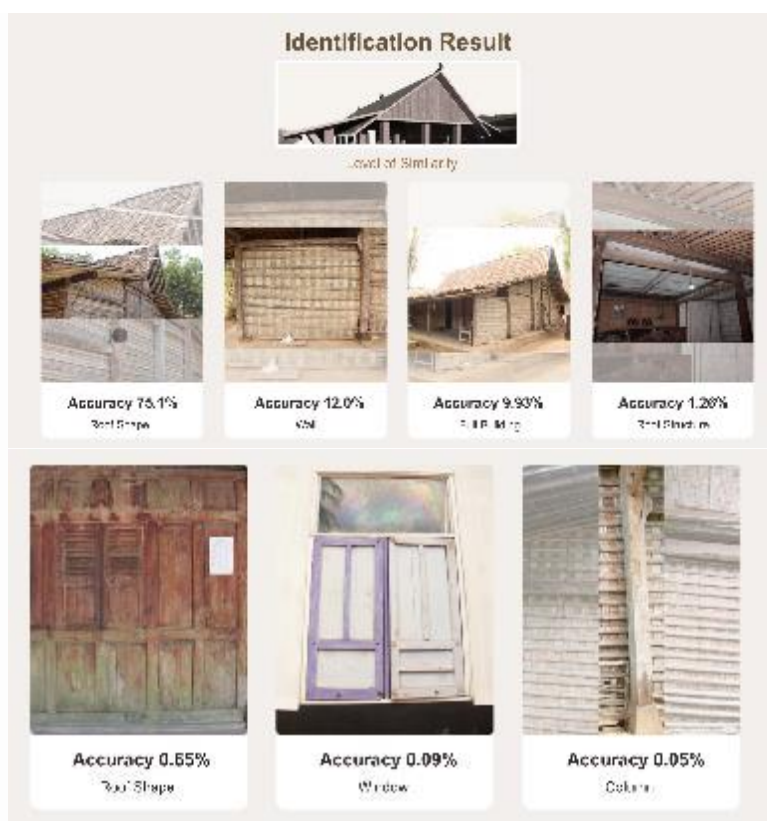 Identification Result
Level of Similarity
Accuracy 75.1%
Roof Shape
Accuracy 12.0%
Wall
Accuracy 9.93%
Full Building
Accuracy 1.26%
Roof Structure
Accuracy 0.65%
Roof Shape
Accuracy 0.09%
Window
Accuracy 0.05%
Column